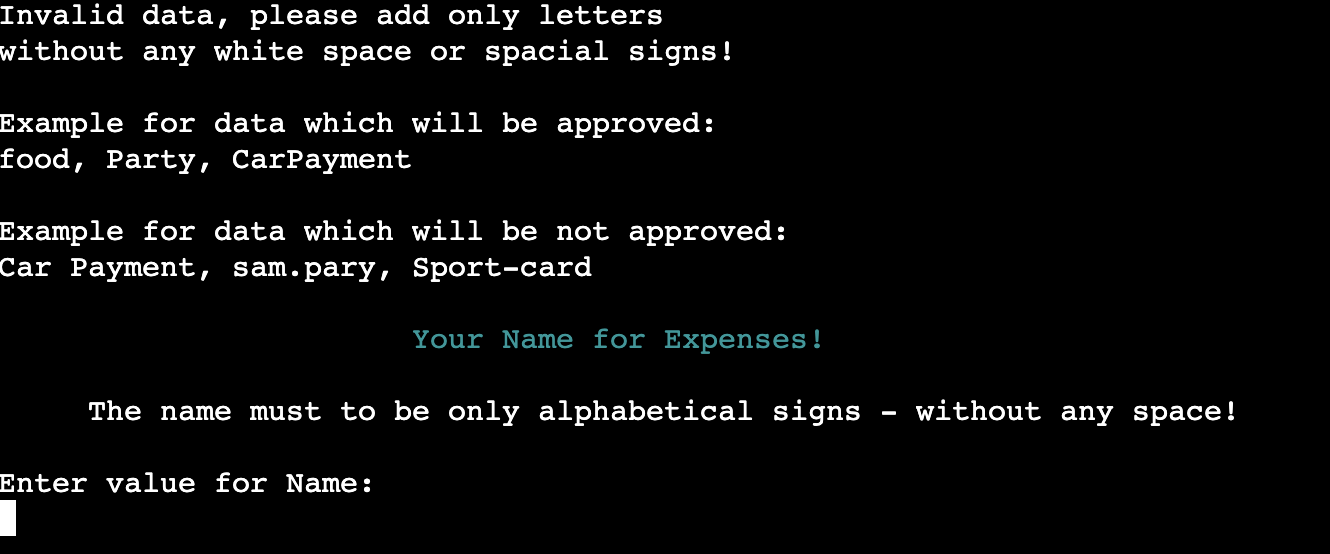 Invalid data, please add only letters
without any white space or spacial signs!
Example for data which will be approved:
food, Party, CarPayment
Example for data which will be not approved:
Car Payment, sam.pary, Sport-card
Your Name for Expenses!
The name must to be only alphabetical signs - without any space!
Enter value for Name: